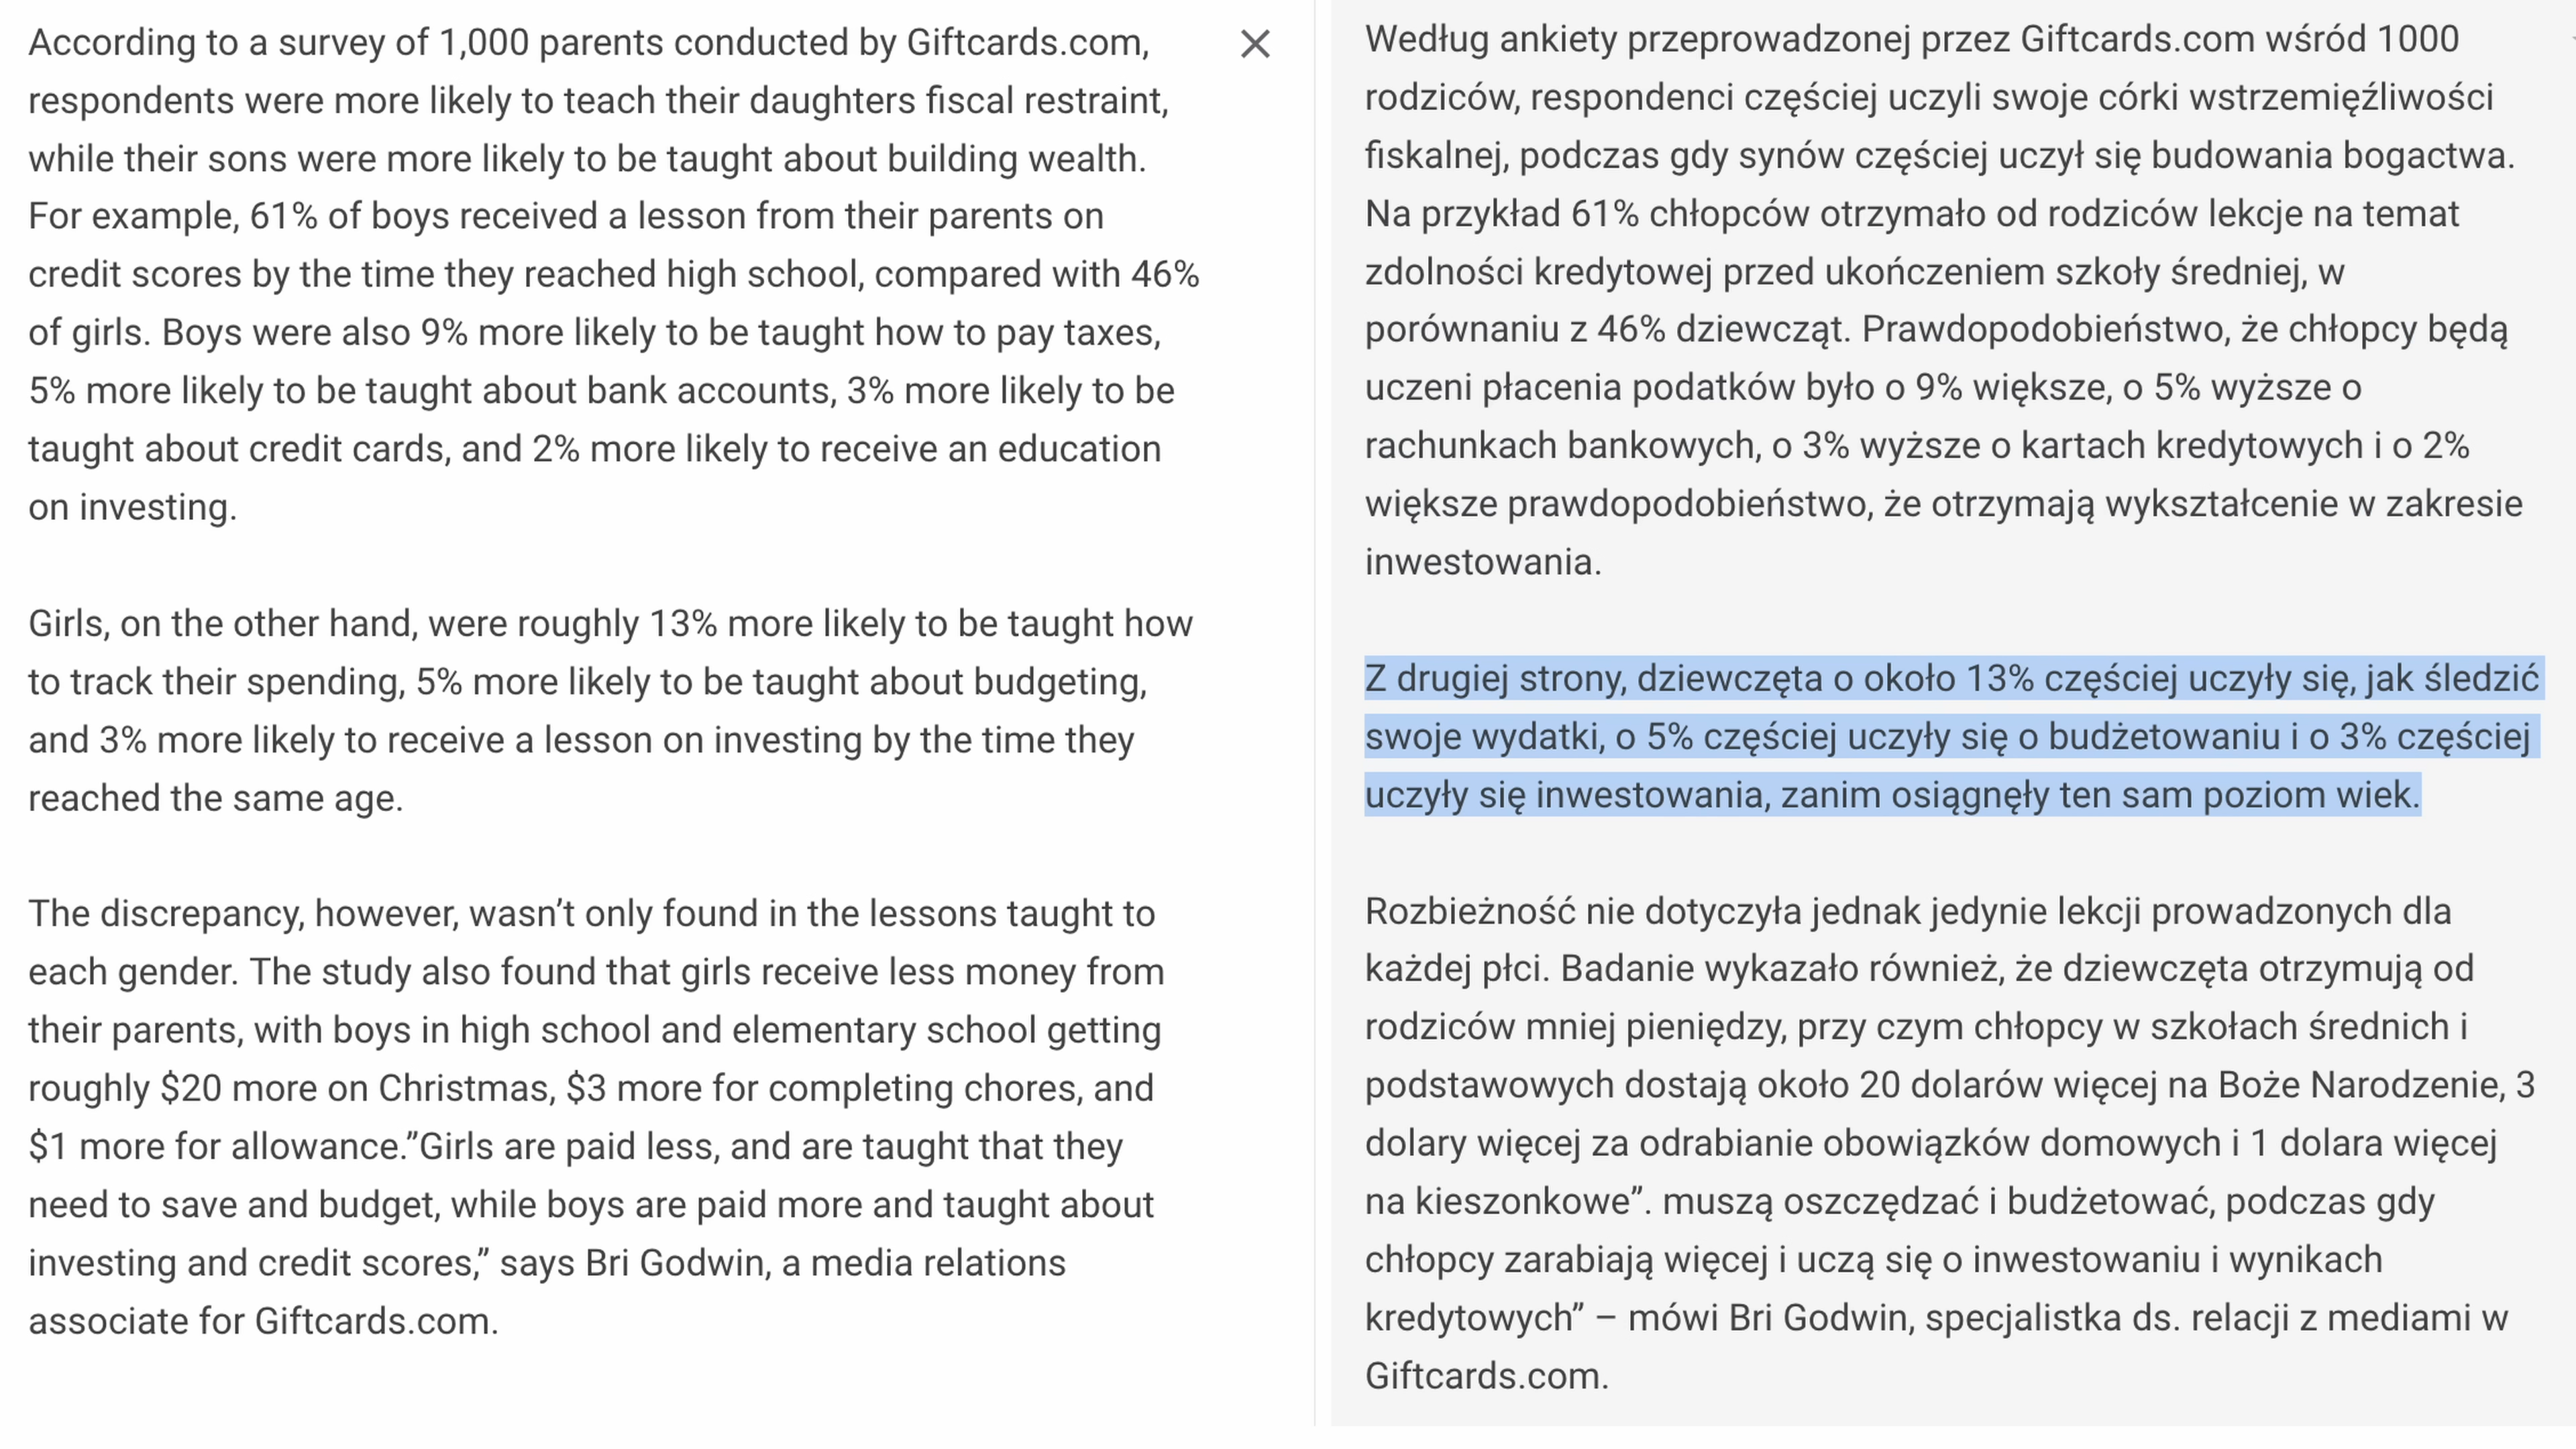 According to a survey of 1,000 parents conducted by Giftcards.com,
respondents were more likely to teach their daughters fiscal restraint,
while their sons were more likely to be taught about building wealth.
For example, 61% of boys received a lesson from their parents on
credit scores by the time they reached high school, compared with 46%
of girls. Boys were also 9% more likely to be taught how to pay taxes,
5% more likely to be taught about bank accounts, 3% more likely to be
taught about credit cards, and 2% more likely to receive an education
on investing.
Girls, on the other hand, were roughly 13% more likely to be taught how
to track their spending, 5% more likely to be taught about budgeting,
and 3% more likely to receive a lesson on investing by the time they
reached the same age.
The discrepancy, however, wasn’t only found in the lessons taught to
each gender. The study also found that girls receive less money from
their parents, with boys in high school and elementary school getting
roughly $20 more on Christmas, $3 more for completing chores, and
$1 more for allowance.”Girls are paid less, and are taught that they
need to save and budget, while boys are paid more and taught about
investing and credit scores,” says Bri Godwin, a media relations
associate for Giftcards.com.
Według ankiety przeprowadzonej przez Giftcards.com wśród 1000
rodziców, respondenci częściej uczyli swoje córki wstrzemięźliwości
fiskalnej, podczas gdy synów częściej uczył się budowania bogactwa.
Na przykład 61% chłopców otrzymało od rodziców lekcje na temat
zdolności kredytowej przed ukończeniem szkoły średniej, w
porównaniu z 46% dziewcząt. Prawdopodobieństwo, że chłopcy będą
uczeni płacenia podatków było o 9% większe, o 5% wyższe o
rachunkach bankowych, o 3% wyższe o kartach kredytowych i o 2%
większe prawdopodobieństwo, że otrzymają wykształcenie w zakresie
inwestowania.
Z drugiej strony, dziewczęta o około 13% częściej uczyły się, jak śledzić
swoje wydatki, o 5% częściej uczyły się o budżetowaniu i o 3% częściej
uczyły się inwestowania, zanim osiągnęły ten sam poziom wiek.
Rozbieżność nie dotyczyła jednak jedynie lekcji prowadzonych dla
każdej płci. Badanie wykazało również, że dziewczęta otrzymują od
rodziców mniej pieniędzy, przy czym chłopcy w szkołach średnich i
podstawowych dostają około 20 dolarów więcej na Boże Narodzenie, 3
dolary więcej za odrabianie obowiązków domowych i 1 dolara więcej
na kieszonkowe”. muszą oszczędzać i budżetować, podczas gdy
chłopcy zarabiają więcej i uczą się o inwestowaniu i wynikach
kredytowych” – mówi Bri Godwin, specjalistka ds. relacji z mediami w
Giftcards.com.